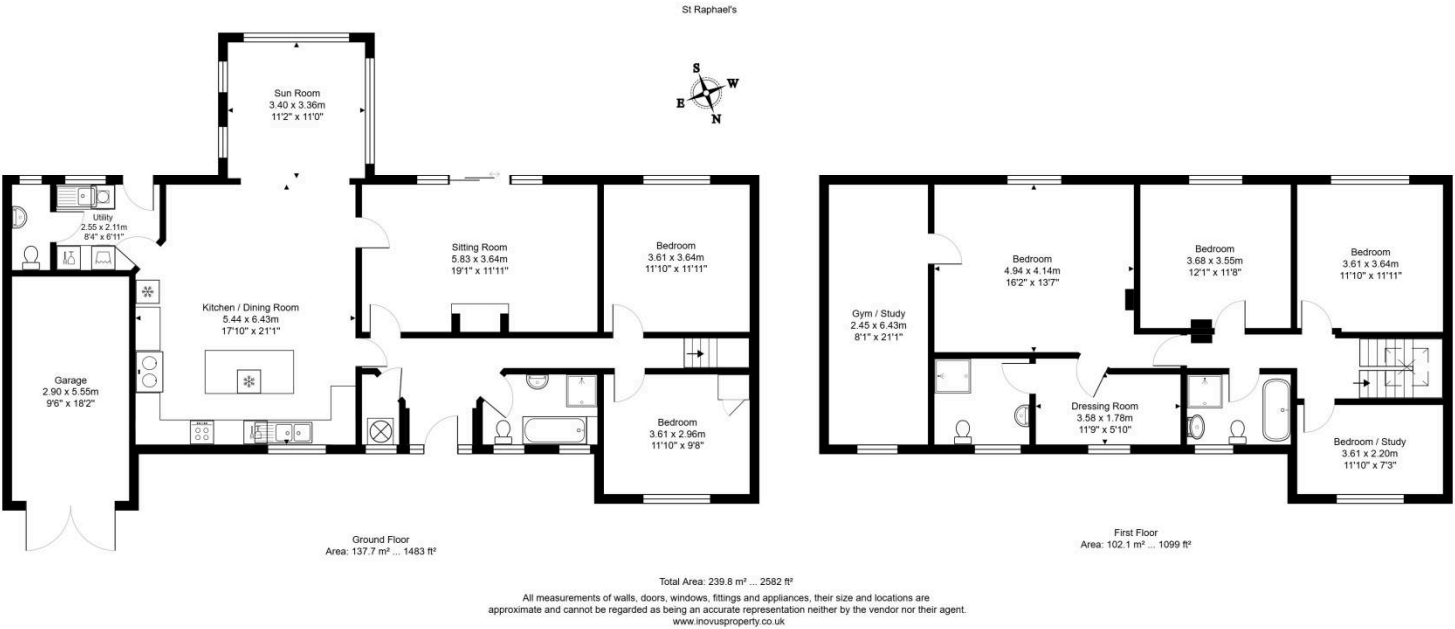 St Raphael's
S
W
E
N
Sun Room
3.40 x 3.36m
11'2" x 11'0"
Utility
2.55 x 2.11m
8'4" x 6'11"
Sitting Room
5.83 x 3.64m
19'1" x 11'11"
Bedroom
3.61 x 3.64m
11'10" x 11'11"
Kitchen / Dining Room
5.44 x 6.43m
17'10" x 21'1"
Garage
2.90 x 5.55m
9'6" x 18'2"
Bedroom
3.61 x 2.96m
11'10" x 9'8"
Ground Floor
Area: 137.7 m² ... 1483 ft²
Bedroom
4.94 x 4.14m
16'2" x 13'7"
Bedroom
3.68 x 3.55m
12'1" x 11'8"
Bedroom
3.61 x 3.64m
11'10" x 11'11"
Gym / Study
2.45 x 6.43m
8'1" x 21'1"
Dressing Room
3.58 x 1.78m
11'9" x 5'10"
Bedroom / Study
3.61 x 2.20m
11'10" x 7'3"
First Floor
Area: 102.1 m² ... 1099 ft²
Total Area: 239.8 m² ... 2582 ft²
All measurements of walls, doors, windows, fittings and appliances, their size and locations are
approximate and cannot be regarded as being an accurate representation neither by the vendor nor their agent.
www.inovusproperty.co.uk